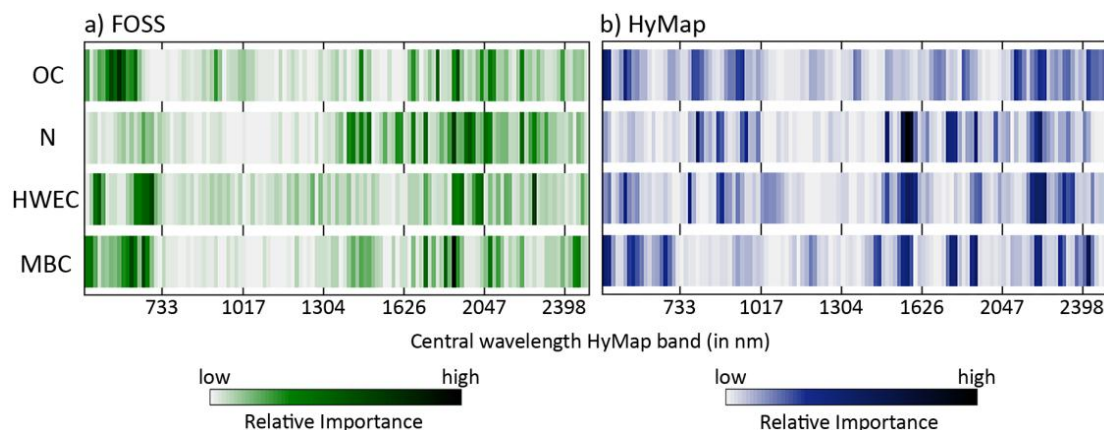 a) FOSS
b) HyMap
OC
N
HWEC
MBC
733 1017 1304 1626 2047 2398
733 1017 1304 1626 2047 2398
Central wavelength HyMap band (in nm)
low high
Relative Importance
low high
Relative Importance